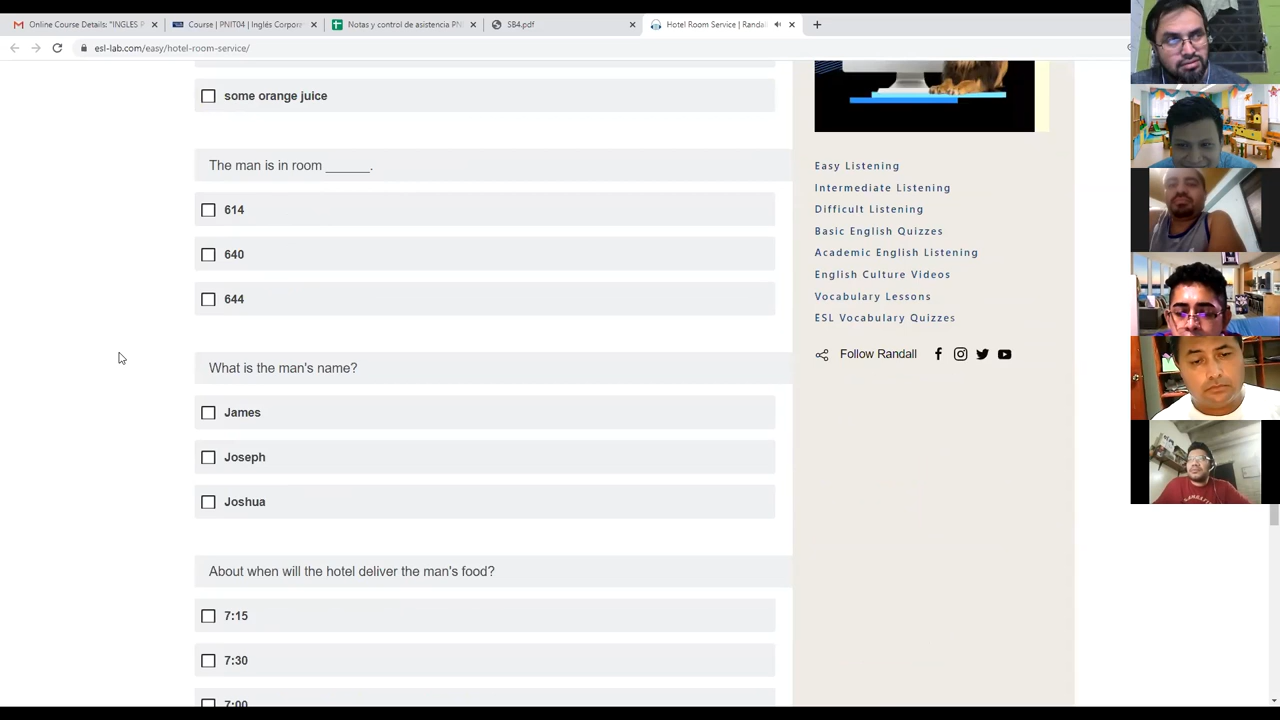 Online Course Details: "INGLES P
Course | PNIT04 | Inglés Corpor
Notas y control de asistencia PN
SB4.pdf
Hotel Room Service | Randa
esl-lab.com/easy/hotel-room-service/
some orange juice
The man is in room ______.
614
640
644
What is the man's name?
James
Joseph
Joshua
About when will the hotel deliver the man's food?
7:15
7:30
7:00
Easy Listening
Intermediate Listening
Difficult Listening
Basic English Quizzes
Academic English Listening
English Culture Videos
Vocabulary Lessons
ESL Vocabulary Quizzes
Follow Randall